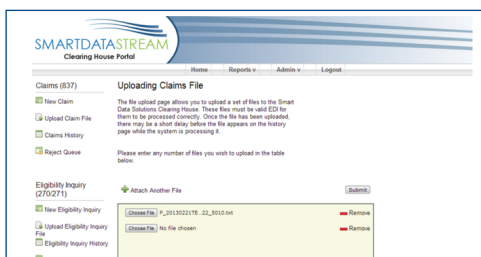 SMARTDATASTREAM
Clearing House Portal
Home Reports v Admin v Logout
Claims (837)
New Claim
Upload Claim File
Claims History
Reject Queue
Eligibility Inquiry
(270/271)
New Eligibility Inquiry
Upload Eligibility Inquiry
File
Eligibility Inquiry History
Uploading Claims File
The file upload page allows you to upload a set of files to the Smart
Data Solutions Clearing House. These files must be valid EDI for
them to be processed correctly. Once the file has been uploaded,
there may be a short delay before the file appears on the history
page while the system is processing it.
Please enter any number of files you wish to upload in the table
below.
Attach Another File Submit
Choose File P_20130221TE...22_5010.txt Remove
Choose File No file chosen Remove